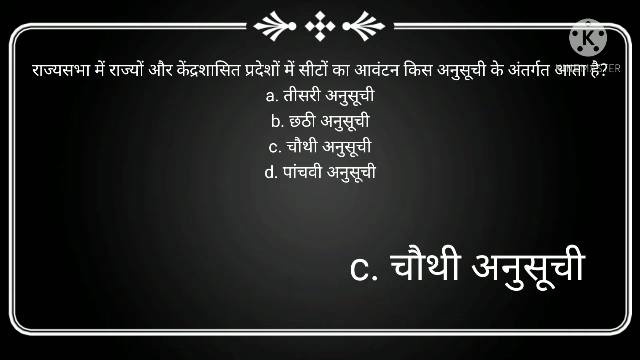 राज्यसभा में राज्यों और केंद्रशासित प्रदेशों में सीटों का आवंटन किस अनुसूची के अंतर्गत आता है?
a. तीसरी अनुसूची
b. छठी अनुसूची
c. चौथी अनुसूची
d. पांचवी अनुसूची
c. चौथी अनुसूची